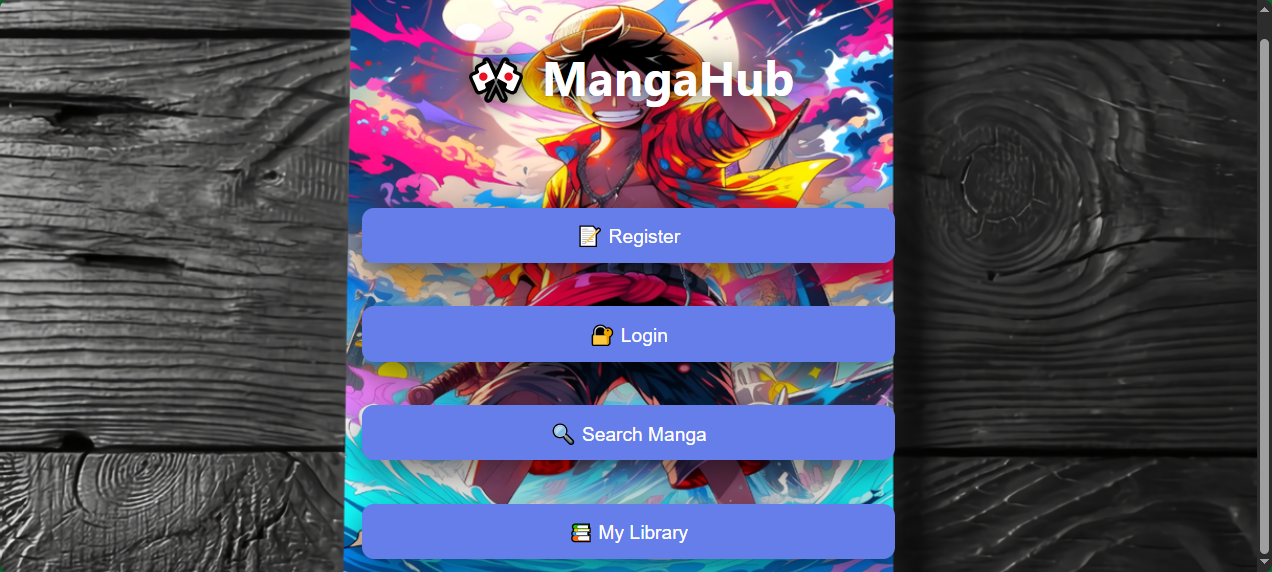 🎌 MangaHub
📝 Register
🔐 Login
🔍 Search Manga
📚 My Library